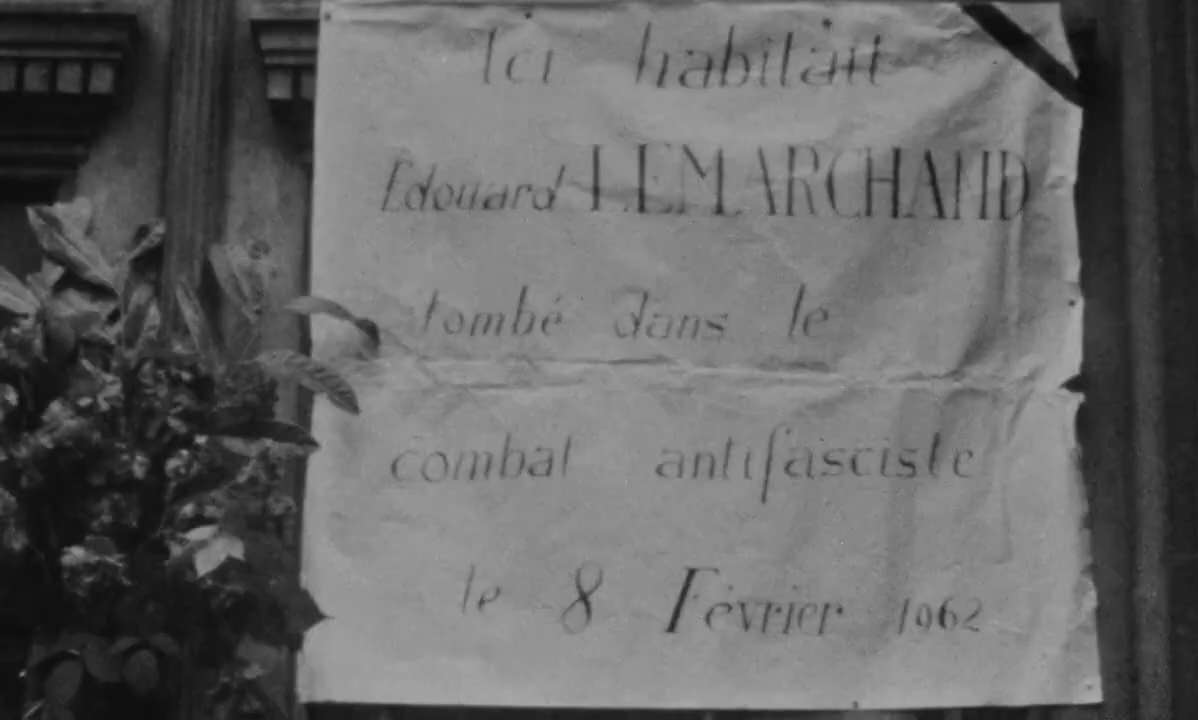 Ici habitait
Edouard LEMARCHAND
tombé dans le
combat antifasciste
le 8 Février 1962